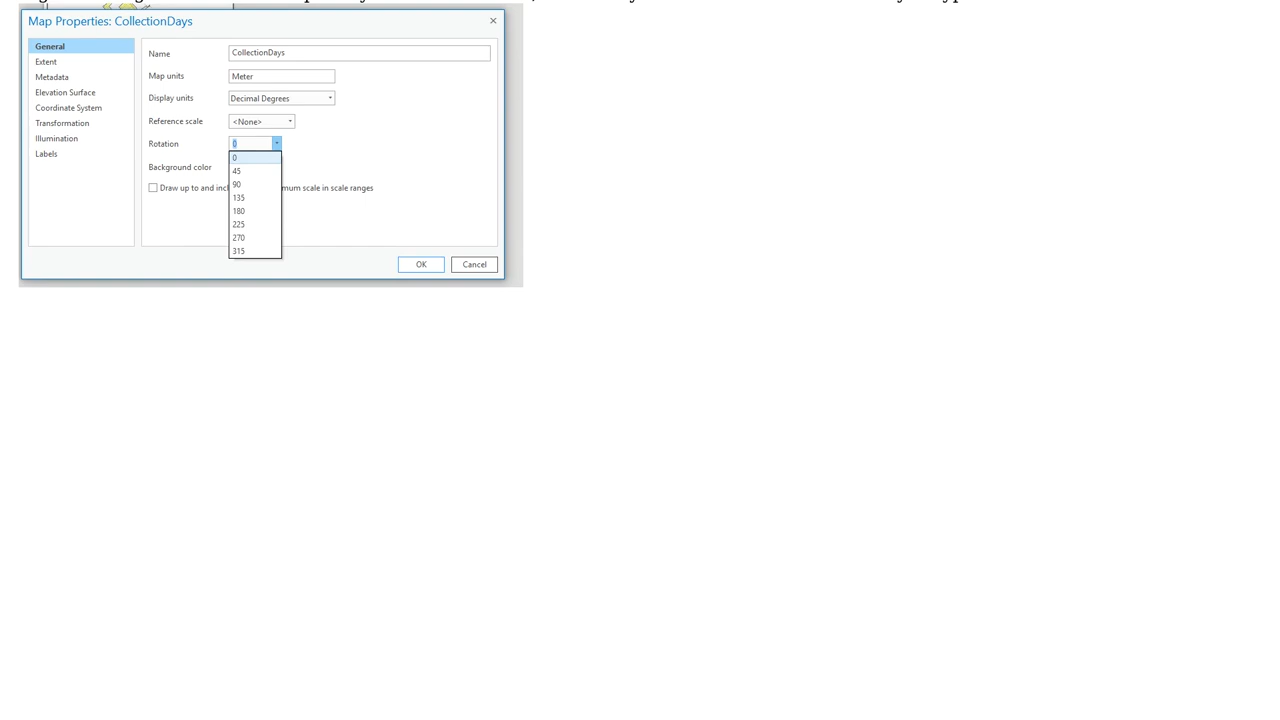 Map Properties: CollectionDays
General
Extent
Metadata
Elevation Surface
Coordinate System
Transformation
Illumination
Labels
Name CollectionDays
Map units Meter
Display units Decimal Degrees
Reference scale <None>
Rotation 0
Background color
0
45
90
135
180
225
270
315
Draw up to and mum scale in scale ranges
OK Cancel